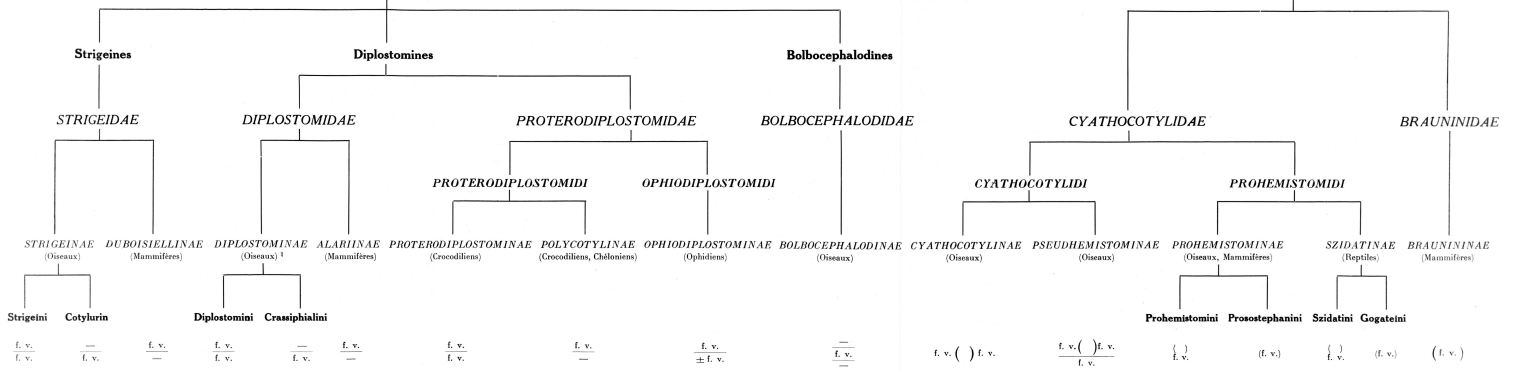 Strigeines Diplostomines Bolbocephalodines
STRIGEIDAE DIPLOSTOMIDAE PROTERODIPLOSTOMIDAE BOLBOCEPHALODIDAE CYATHOCOTYLIDAE BRAUNINIDAE
PROTERODIPLOSTOMIDI OPHIODIPLOSTOMIDI CYATHOCOTYLIDI PROHEMISTOMIDI
STRIGEINAE DUBOISIELLINAE DIPLOSTOMINAE ALARIINAE PROTERODIPLOSTOMINAE POLYCOTYLINAE OPHIODIPLOSTOMINAE BOLBOCEPHALODINAE CYATHOCOTYLINAE PSEUDHEMISTOMINAE PROHEMISTOMINAE SZIDATINAE BRAUNININAE
(Oiseaux) (Mammifères) (Oiseaux) ¹ (Mammifères) (Crocodiliens) (Crocodiliens, Chéloniens) (Ophidiens) (Oiseaux) (Oiseaux) (Oiseaux) (Oiseaux, Mammifères) (Reptiles) (Mammifères)
Strigeini Cotylurin Diplostomini Crassiphialini Prohemistomini Prosostephanini Szidatini Gogateini
f. v. — f. v. f. v. — f. v. f. v. f. v. f. v. — f. v. ( ) f. v. f. v. ( ) f. v. ( ) (f. v.) ( ) (f. v.) (f. v.)
f. v. f. v. — f. v. f. v. — f. v. — ± f. v. f. v. f. v. f. v. f. v.
—